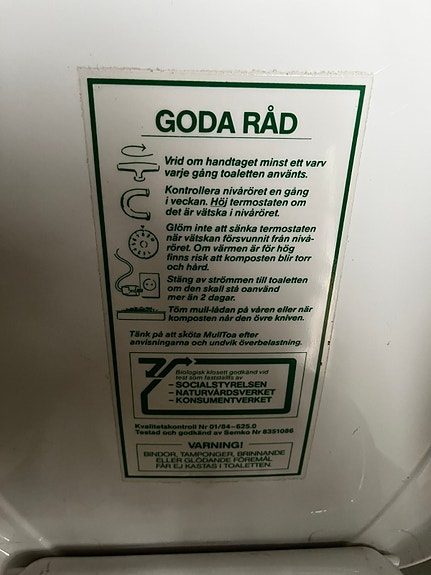 GODA RÅD
Vrid om handtaget minst ett varv
varje gång toaletten använts.
Kontrollera nivåröret en gång
i veckan. Höj termostaten om
det är vätska i nivåröret.
Glöm inte att sänka termostaten
när vätskan försvunnit från nivå-
röret. Om värmen är för hög
finns risk att komposten blir torr
och hård.
Stäng av strömmen till toaletten
om den skall stå oanvänd
mer än 2 dagar.
Töm mull-lådan på våren eller när
komposten når den övre kniven.
Tänk på att sköta MullToa efter
anvisningarna och undvik överbelastning.
Biologisk klosett godkänd vid
test som fastställts av
– SOCIALSTYRELSEN
– NATURVÅRDSVERKET
– KONSUMENTVERKET
Kvalitetskontroll Nr 01/84–625.0
Testad och godkänd av Semko Nr 8351086
VARNING!
BINDOR, TAMPONGER, BRINNANDE
ELLER GLÖDANDE FÖREMÅL
FÅR EJ KASTAS I TOALETTEN.